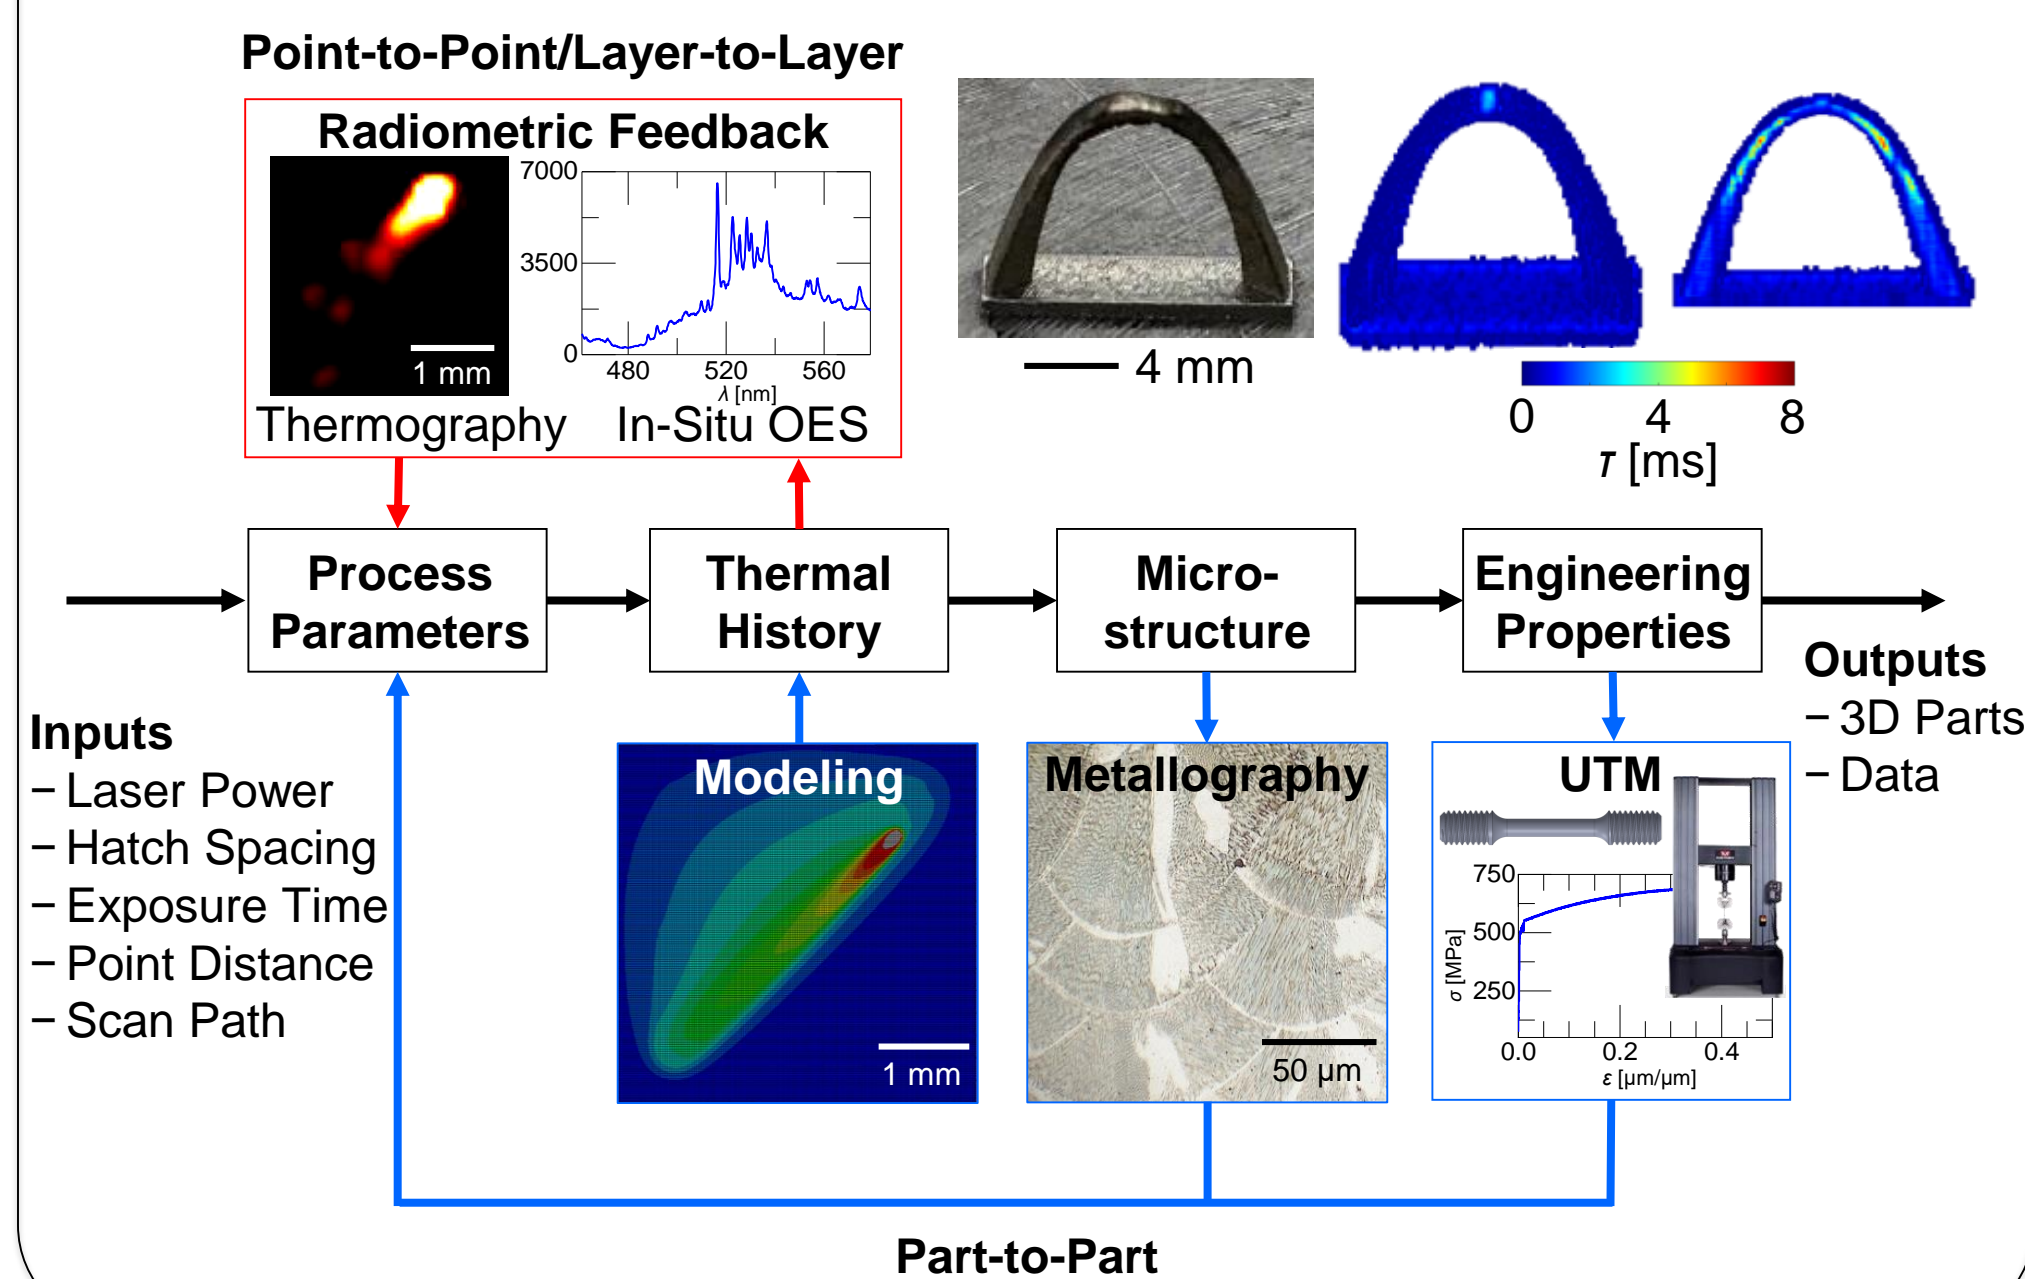 Point-to-Point/Layer-to-Layer
Radiometric Feedback
7000
3500
0
480
520
560
λ [nm]
1 mm
Thermography
In-Situ OES
4 mm
0
4
8
τ [ms]
Process
Parameters
Thermal
History
Micro-
structure
Engineering
Properties
Inputs
− Laser Power
− Hatch Spacing
− Exposure Time
− Point Distance
− Scan Path
Outputs
− 3D Parts
− Data
Modeling
1 mm
Metallography
50 µm
UTM
750
500
250
σ [MPa]
0.0
0.2
0.4
ε [µm/µm]
Part-to-Part